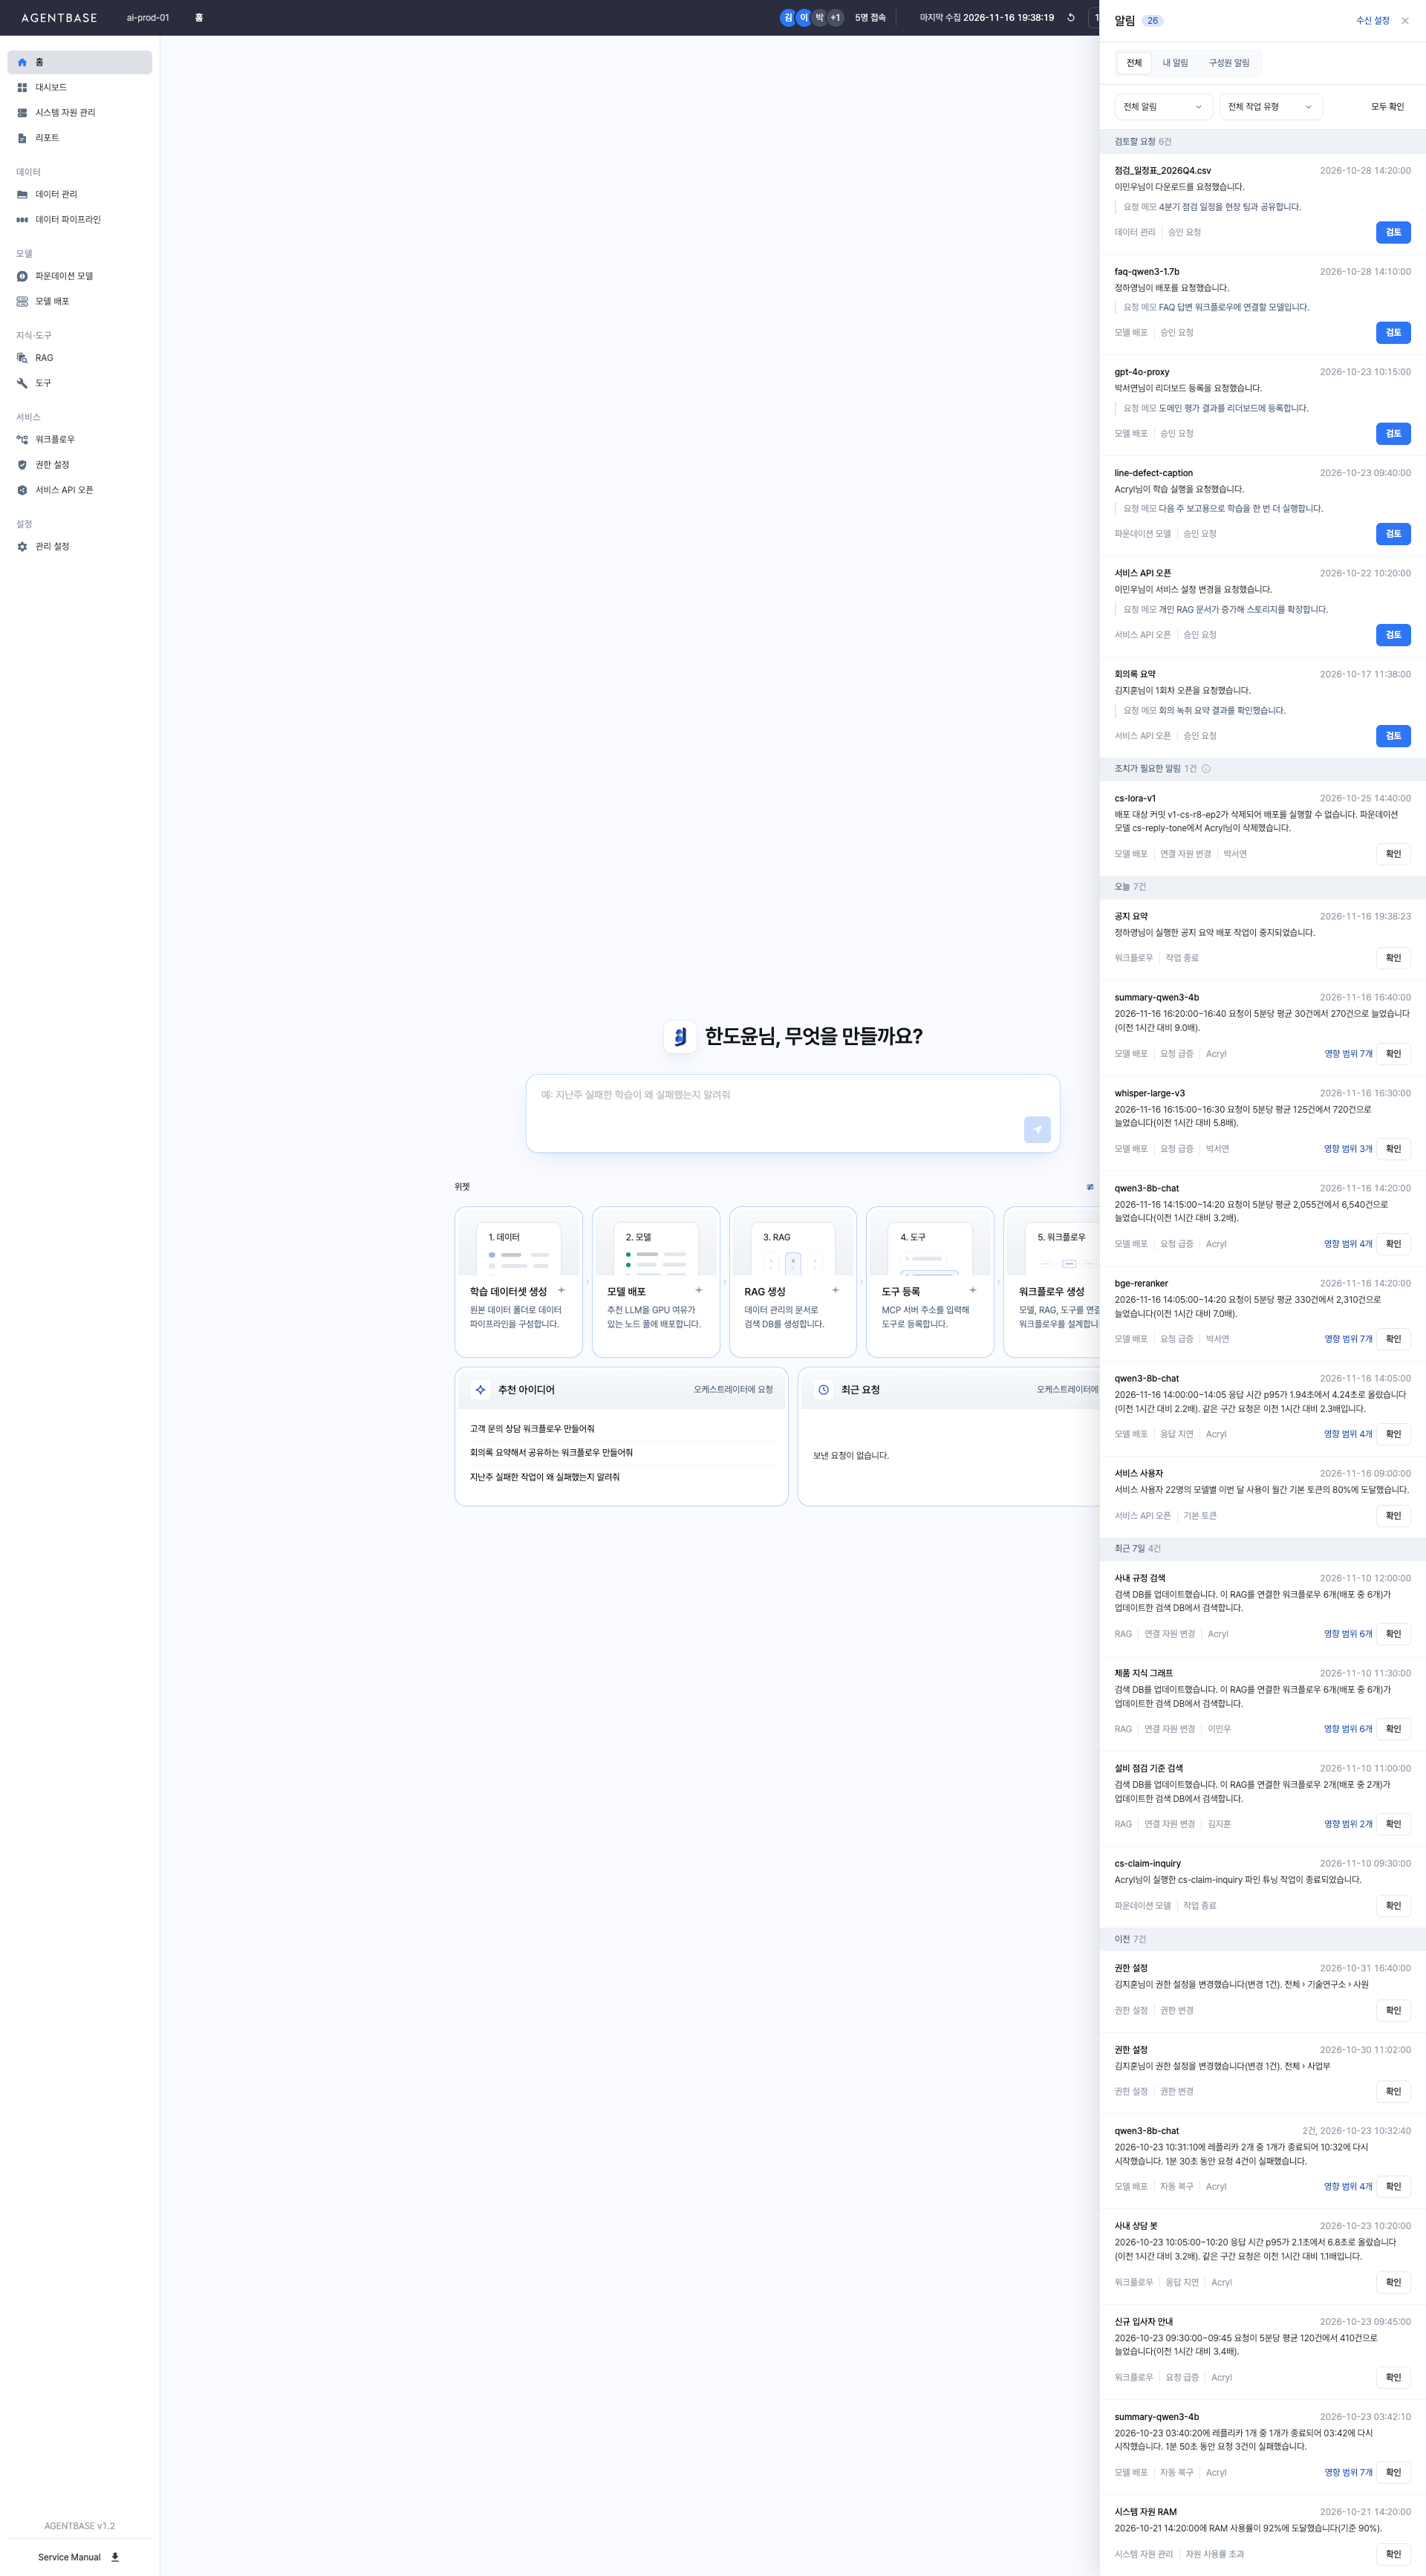 AGENTBASE
ai-prod-01
홈
김 이 박 +1
5명 접속
마지막 수집 2026-11-16 19:38:19
홈
대시보드
시스템 자원 관리
리포트
데이터
데이터 관리
데이터 파이프라인
모델
파운데이션 모델
모델 배포
지식·도구
RAG
도구
서비스
워크플로우
권한 설정
서비스 API 오픈
설정
관리 설정
AGENTBASE v1.2
Service Manual
한도윤님, 무엇을 만들까요?
예: 지난주 실패한 학습이 왜 실패했는지 알려줘
위젯
1. 데이터
학습 데이터셋 생성
원본 데이터 폴더로 데이터
파이프라인을 구성합니다.
2. 모델
모델 배포
추천 LLM을 GPU 여유가
있는 노드 풀에 배포합니다.
3. RAG
RAG 생성
데이터 관리의 문서로
검색 DB를 생성합니다.
4. 도구
도구 등록
MCP 서버 주소를 입력해
도구로 등록합니다.
5. 워크플로우
워크플로우 생성
모델, RAG, 도구를
워크플로우를
추천 아이디어
오케스트레이터에 요청
고객 문의 상담 워크플로우 만들어줘
회의록 요약해서 공유하는 워크플로우 만들어줘
지난주 실패한 작업이 왜 실패했는지 알려줘
최근 요청
오케스트레이터에
보낸 요청이 없습니다.
알림 26
수신 설정
전체
내 알림
구성원 알림
전체 알림
전체 작업 유형
모두 확인
검토할 요청 6건
점검_일정표_2026Q4.csv 2026-10-28 14:20:00
이민우님이 다운로드를 요청했습니다.
요청 메모 4분기 점검 일정을 현장 팀과 공유합니다.
데이터 관리 승인 요청 검토
faq-qwen3-1.7b 2026-10-28 14:10:00
정하영님이 배포를 요청했습니다.
요청 메모 FAQ 답변 워크플로우에 연결할 모델입니다.
모델 배포 승인 요청 검토
gpt-4o-proxy 2026-10-23 10:15:00
박서연님이 리더보드 등록을 요청했습니다.
요청 메모 도메인 평가 결과를 리더보드에 등록합니다.
모델 배포 승인 요청 검토
line-defect-caption 2026-10-23 09:40:00
Acryl님이 학습 실행을 요청했습니다.
요청 메모 다음 주 보고용으로 학습을 한 번 더 실행합니다.
파운데이션 모델 승인 요청 검토
서비스 API 오픈 2026-10-22 10:20:00
이민우님이 서비스 설정 변경을 요청했습니다.
요청 메모 개인 RAG 문서가 증가해 스토리지를 확장합니다.
서비스 API 오픈 승인 요청 검토
회의록 요약 2026-10-17 11:38:00
김지훈님이 1회차 오픈을 요청했습니다.
요청 메모 회의 녹취 요약 결과를 확인했습니다.
서비스 API 오픈 승인 요청 검토
조치가 필요한 알림 1건
cs-lora-v1 2026-10-25 14:40:00
배포 대상 커밋 v1-cs-r8-ep2가 삭제되어 배포를 실행할 수 없습니다. 파운데이션
모델 cs-reply-tone에서 Acryl님이 삭제했습니다.
모델 배포 연결 자원 변경 박서연 확인
오늘 7건
공지 요약 2026-11-16 19:38:23
정하영님이 실행한 공지 요약 배포 작업이 중지되었습니다.
워크플로우 작업 종료 확인
summary-qwen3-4b 2026-11-16 16:40:00
2026-11-16 16:20:00~16:40 요청이 5분당 평균 30건에서 270건으로 늘었습니다
(이전 1시간 대비 9.0배).
모델 배포 요청 급증 Acryl 영향 범위 7개 확인
whisper-large-v3 2026-11-16 16:30:00
2026-11-16 16:15:00~16:30 요청이 5분당 평균 125건에서 720건으로
늘었습니다(이전 1시간 대비 5.8배).
모델 배포 요청 급증 박서연 영향 범위 3개 확인
qwen3-8b-chat 2026-11-16 14:20:00
2026-11-16 14:15:00~14:20 요청이 5분당 평균 2,055건에서 6,540건으로
늘었습니다(이전 1시간 대비 3.2배).
모델 배포 요청 급증 Acryl 영향 범위 4개 확인
bge-reranker 2026-11-16 14:20:00
2026-11-16 14:05:00~14:20 요청이 5분당 평균 330건에서 2,310건으로
늘었습니다(이전 1시간 대비 7.0배).
모델 배포 요청 급증 박서연 영향 범위 7개 확인
qwen3-8b-chat 2026-11-16 14:05:00
2026-11-16 14:00:00~14:05 응답 시간 p95가 1.94초에서 4.24초로 올랐습니다
(이전 1시간 대비 2.2배). 같은 구간 요청은 이전 1시간 대비 2.3배입니다.
모델 배포 응답 지연 Acryl 영향 범위 4개 확인
서비스 사용자 2026-11-16 09:00:00
서비스 사용자 22명의 모델별 이번 달 사용이 월간 기본 토큰의 80%에 도달했습니다.
서비스 API 오픈 기본 토큰 확인
최근 7일 4건
사내 규정 검색 2026-11-10 12:00:00
검색 DB를 업데이트했습니다. 이 RAG를 연결한 워크플로우 6개(배포 중 6개)가
업데이트한 검색 DB에서 검색합니다.
RAG 연결 자원 변경 Acryl 영향 범위 6개 확인
제품 지식 그래프 2026-11-10 11:30:00
검색 DB를 업데이트했습니다. 이 RAG를 연결한 워크플로우 6개(배포 중 6개)가
업데이트한 검색 DB에서 검색합니다.
RAG 연결 자원 변경 이민우 영향 범위 6개 확인
설비 점검 기준 검색 2026-11-10 11:00:00
검색 DB를 업데이트했습니다. 이 RAG를 연결한 워크플로우 2개(배포 중 2개)가
업데이트한 검색 DB에서 검색합니다.
RAG 연결 자원 변경 김지훈 영향 범위 2개 확인
cs-claim-inquiry 2026-11-10 09:30:00
Acryl님이 실행한 cs-claim-inquiry 파인 튜닝 작업이 종료되었습니다.
파운데이션 모델 작업 종료 확인
이전 7건
권한 설정 2026-10-31 16:40:00
김지훈님이 권한 설정을 변경했습니다(변경 1건). 전체 › 기술연구소 › 사원
권한 설정 권한 변경 확인
권한 설정 2026-10-30 11:02:00
김지훈님이 권한 설정을 변경했습니다(변경 1건). 전체 › 사업부
권한 설정 권한 변경 확인
qwen3-8b-chat 2건, 2026-10-23 10:32:40
2026-10-23 10:31:10에 레플리카 2개 중 1개가 종료되어 10:32에 다시
시작했습니다. 1분 30초 동안 요청 4건이 실패했습니다.
모델 배포 자동 복구 Acryl 영향 범위 4개 확인
사내 상담 봇 2026-10-23 10:20:00
2026-10-23 10:05:00~10:20 응답 시간 p95가 2.1초에서 6.8초로 올랐습니다
(이전 1시간 대비 3.2배). 같은 구간 요청은 이전 1시간 대비 1.1배입니다.
워크플로우 응답 지연 Acryl 확인
신규 입사자 안내 2026-10-23 09:45:00
2026-10-23 09:30:00~09:45 요청이 5분당 평균 120건에서 410건으로
늘었습니다(이전 1시간 대비 3.4배).
워크플로우 요청 급증 Acryl 확인
summary-qwen3-4b 2026-10-23 03:42:10
2026-10-23 03:40:20에 레플리카 1개 중 1개가 종료되어 03:42에 다시
시작했습니다. 1분 50초 동안 요청 3건이 실패했습니다.
모델 배포 자동 복구 Acryl 영향 범위 7개 확인
시스템 자원 RAM 2026-10-21 14:20:00
2026-10-21 14:20:00에 RAM 사용률이 92%에 도달했습니다(기준 90%).
시스템 자원 관리 자원 사용률 초과 확인